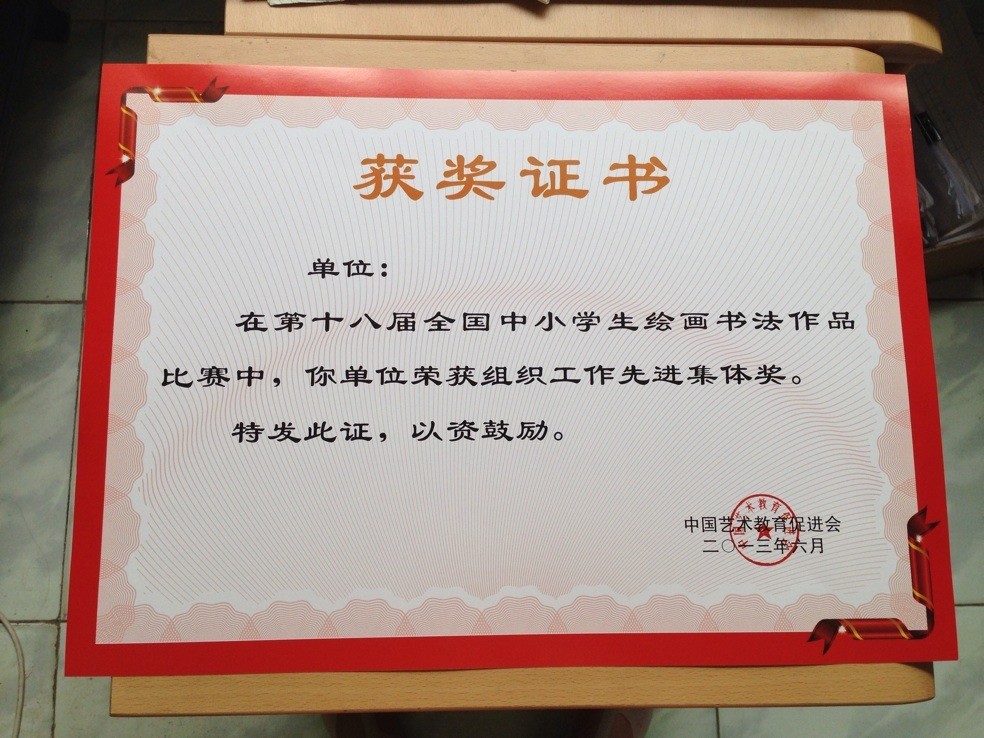 获奖证书
单位：
在第十八届全国中小学生绘画书法作品
比赛中，你单位荣获组织工作先进集体奖。
特发此证，以资鼓励。
中国艺术教育促进会
二〇一三年六月